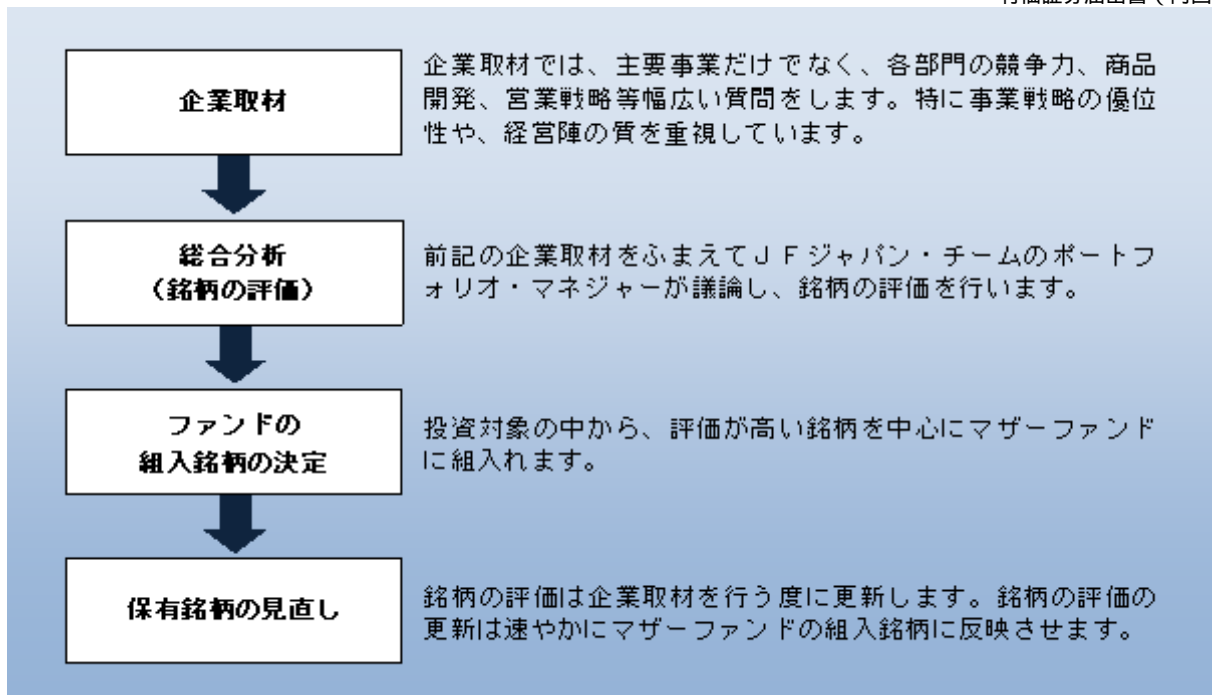 企業取材
企業取材では、主要事業だけでなく、各部門の競争力、商品
開発、営業戦略等幅広い質問をします。特に事業戦略の優位
性や、経営陣の質を重視しています。
総合分析
（銘柄の評価）
前記の企業取材をふまえてＪＦジャパン・チームのポートフ
ォリオ・マネジャーが議論し、銘柄の評価を行います。
ファンドの
組入銘柄の決定
投資対象の中から、評価が高い銘柄を中心にマザーファンド
に組入れます。
保有銘柄の見直し
銘柄の評価は企業取材を行う度に更新します。銘柄の評価の
更新は速やかにマザーファンドの組入銘柄に反映させます。